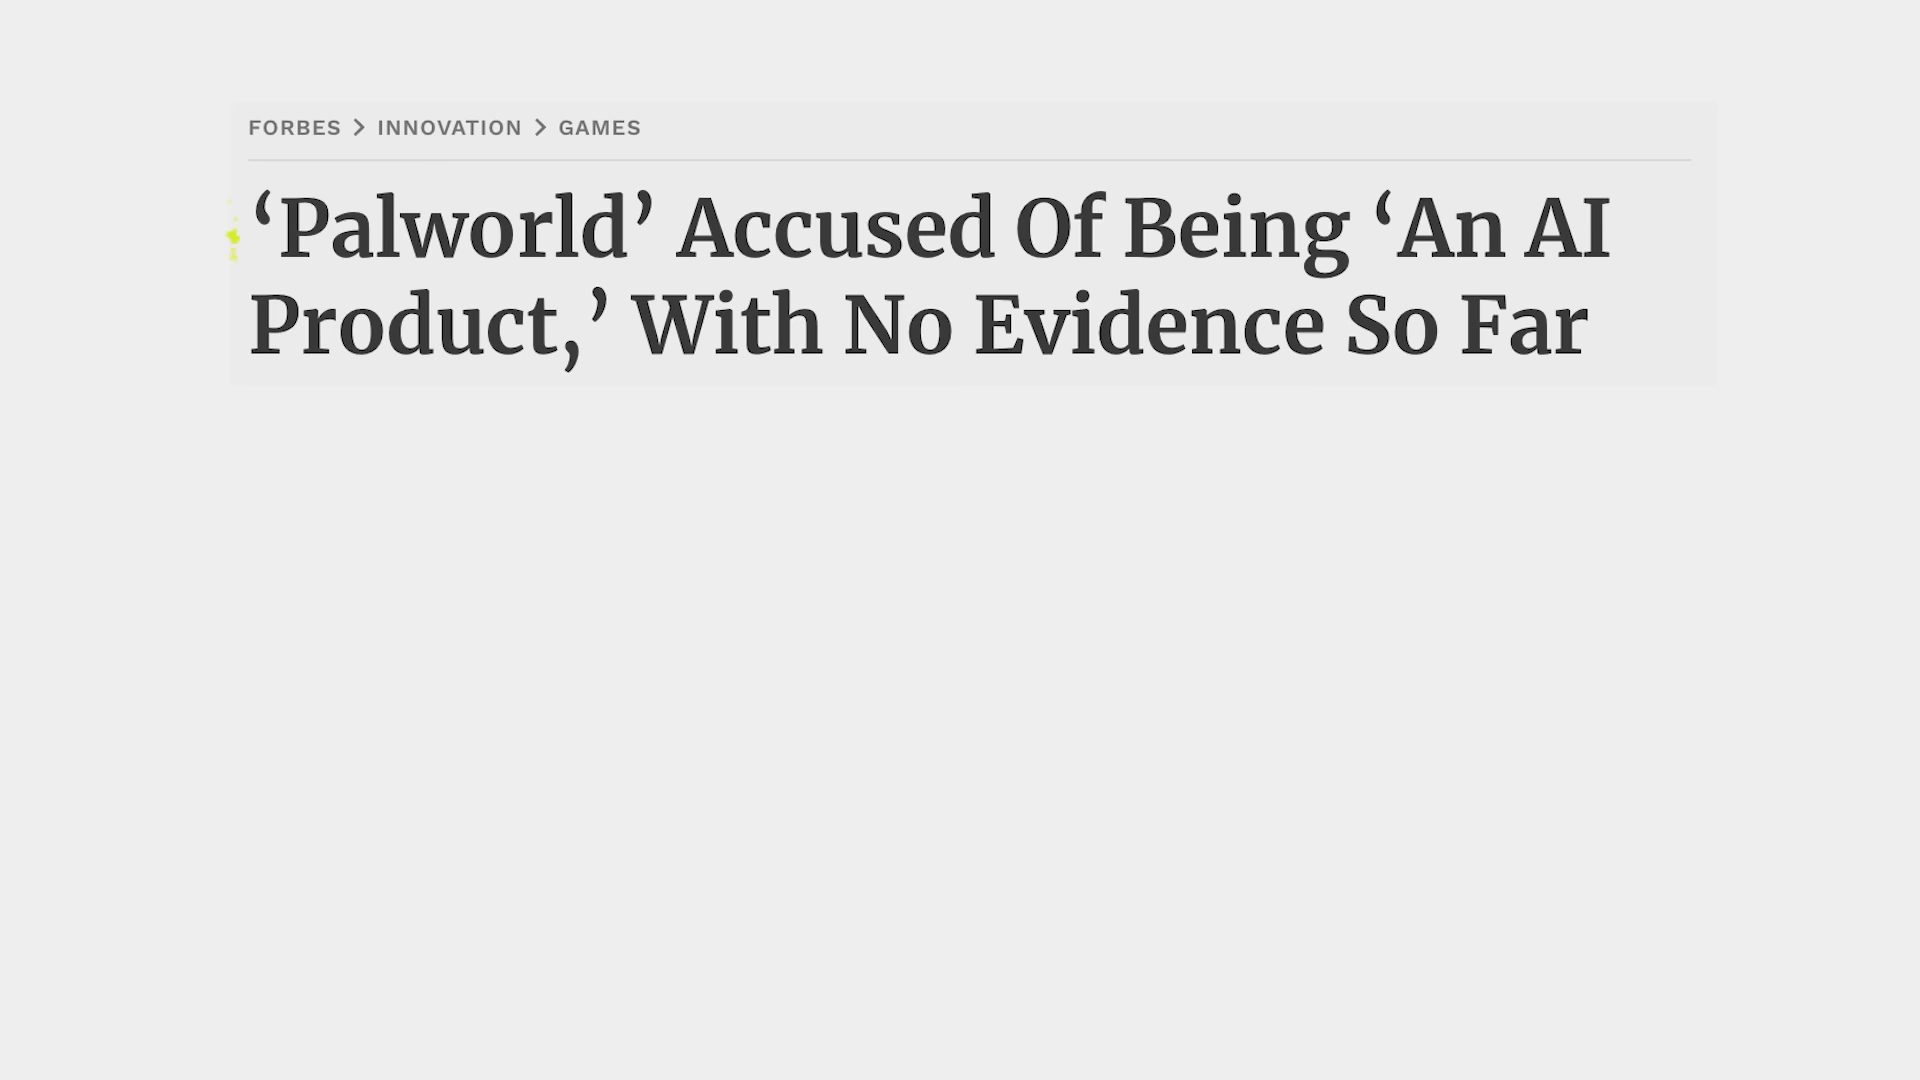 FORBES > INNOVATION > GAMES
‘Palworld’ Accused Of Being ‘An AI
Product,’ With No Evidence So Far